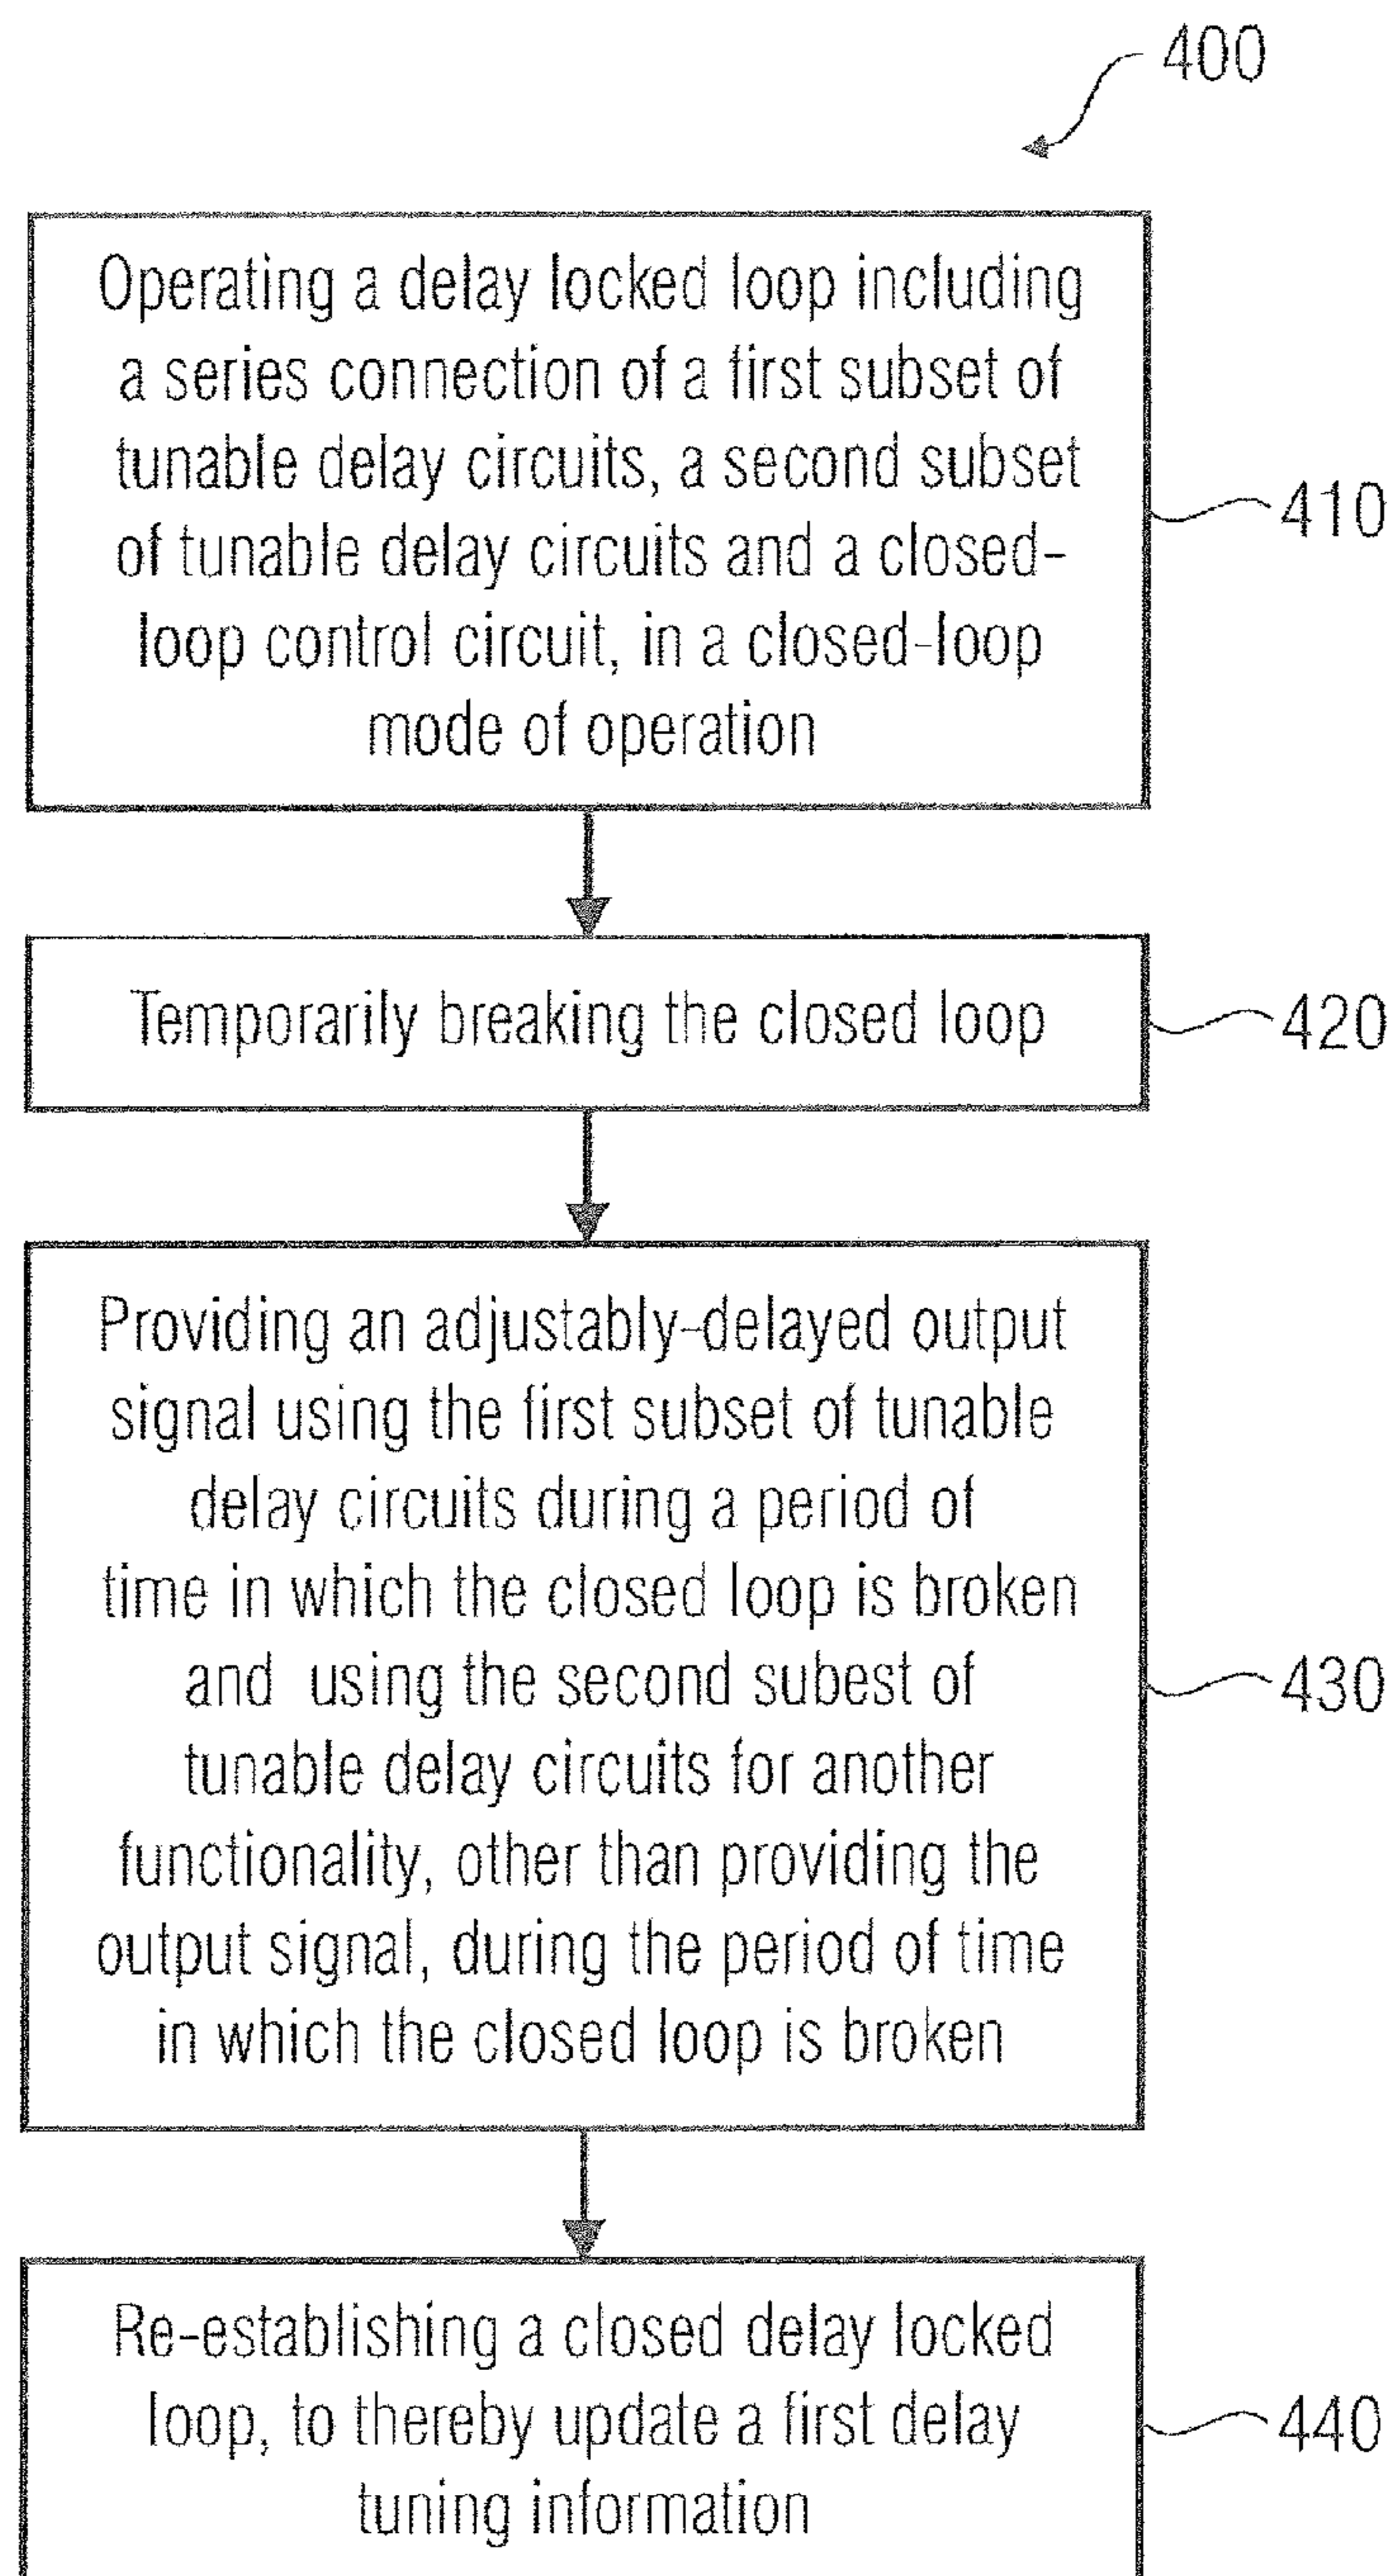 400
Operating a delay locked loop including
a series connection of a first subset of
tunable delay circuits, a second subset
of tunable delay circuits and a closed-
loop control circuit, in a closed-loop
mode of operation
410
Temporarily breaking the closed loop
420
Providing an adjustably-delayed output
signal using the first subset of tunable
delay circuits during a period of
time in which the closed loop is broken
and using the second subest of
tunable delay circuits for another
functionality, other than providing the
output signal, during the period of time
in which the closed loop is broken
430
Re-establishing a closed delay locked
loop, to thereby update a first delay
tuning information
440